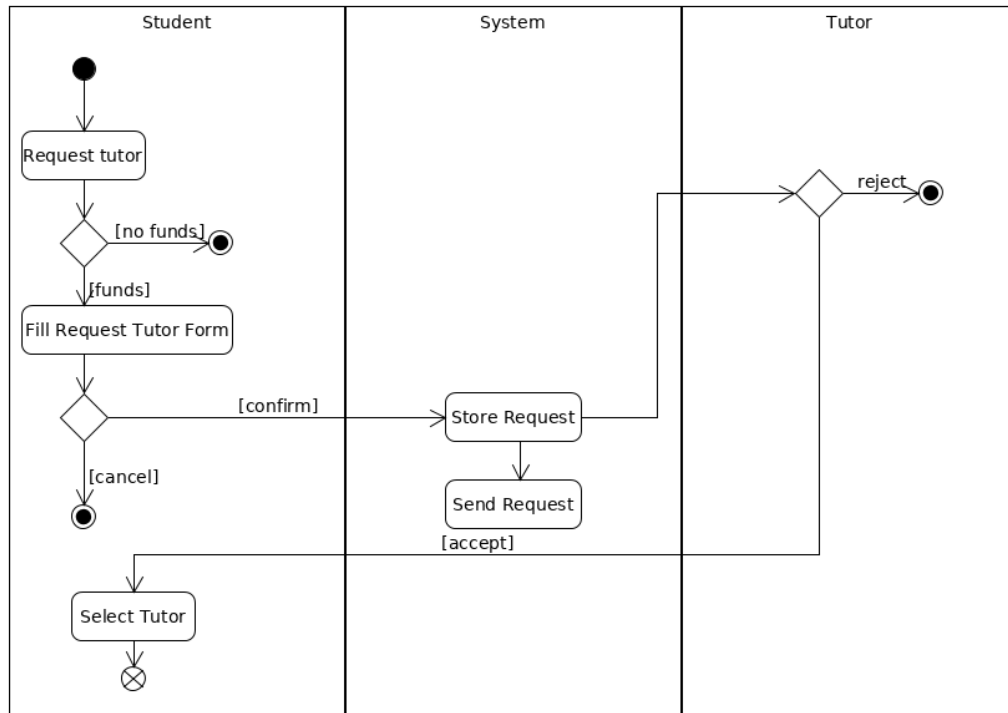 Student
System
Tutor
Request tutor
reject
[no funds]
[funds]
Fill Request Tutor Form
[confirm]
Store Request
[cancel]
Send Request
[accept]
Select Tutor